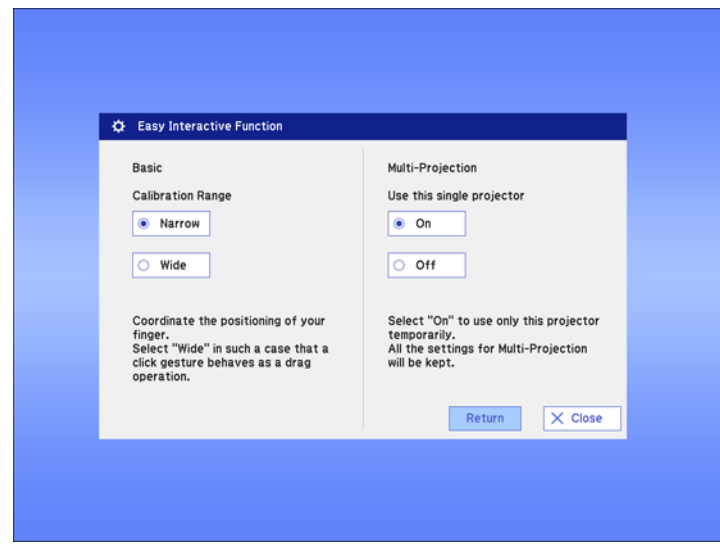 Easy Interactive Function
Basic
Calibration Range
Narrow
Wide
Coordinate the positioning of your
finger.
Select "Wide" in such a case that a
click gesture behaves as a drag
operation.
Multi-Projection
Use this single projector
On
Off
Select "On" to use only this projector
temporarily.
All the settings for Multi-Projection
will be kept.
Return
Close